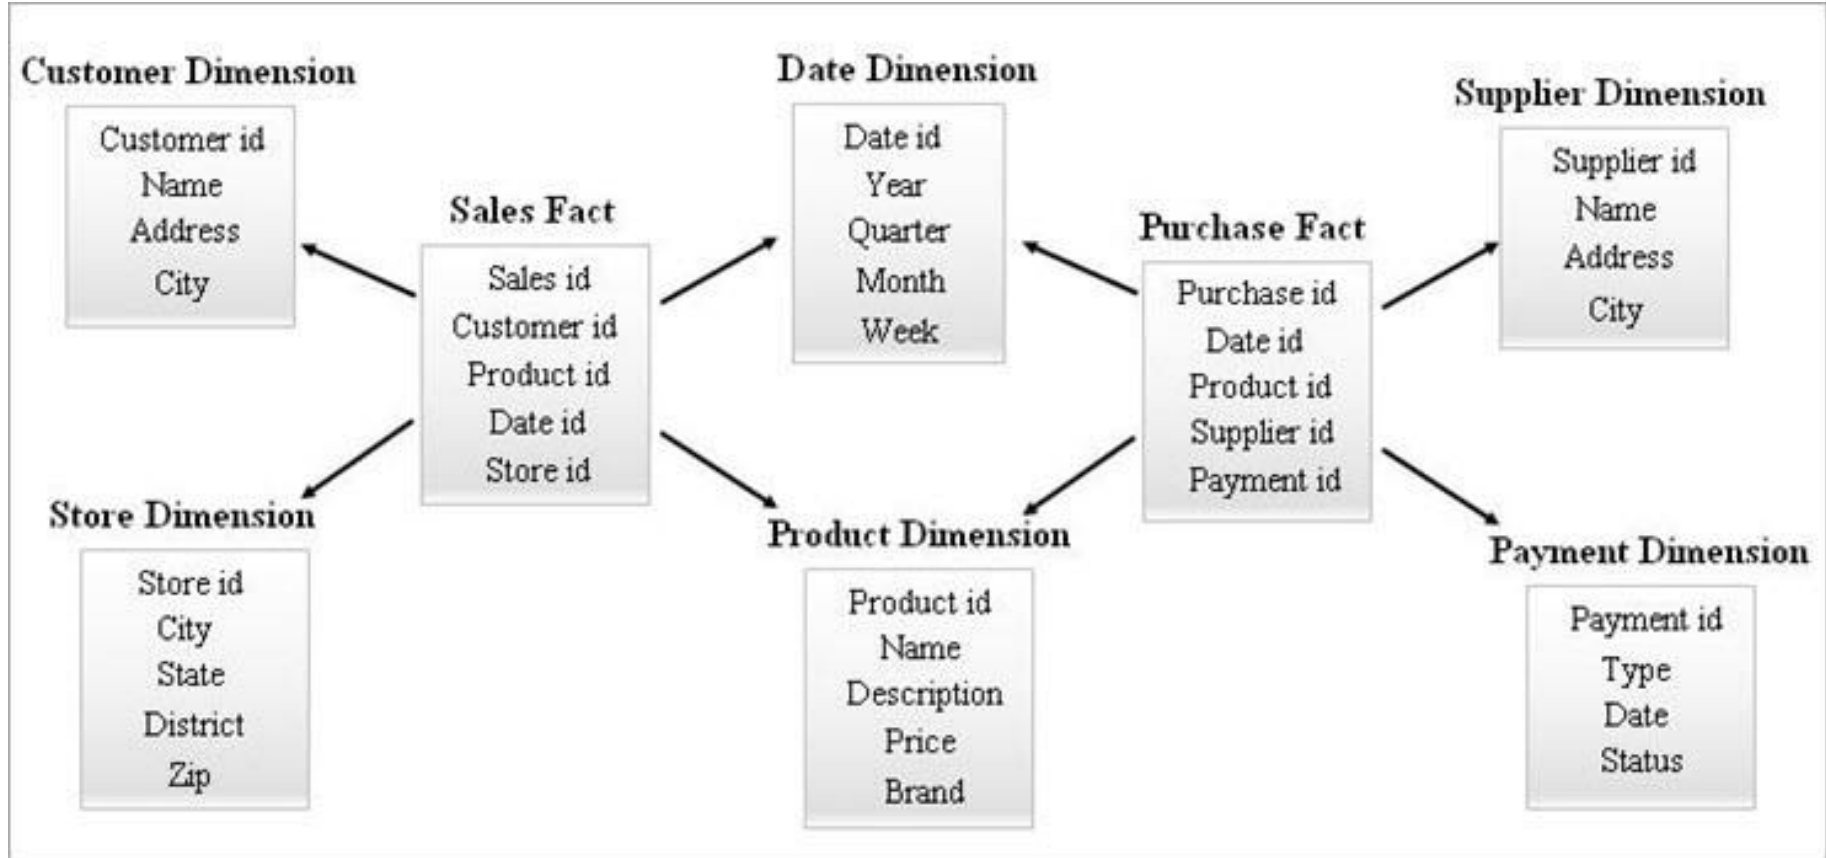 Customer Dimension
Customer id
Name
Address
City
Sales Fact
Sales id
Customer id
Product id
Date id
Store id
Date Dimension
Date id
Year
Quarter
Month
Week
Purchase Fact
Purchase id
Date id
Product id
Supplier id
Payment id
Supplier Dimension
Supplier id
Name
Address
City
Store Dimension
Store id
City
State
District
Zip
Product Dimension
Product id
Name
Description
Price
Brand
Payment Dimension
Payment id
Type
Date
Status